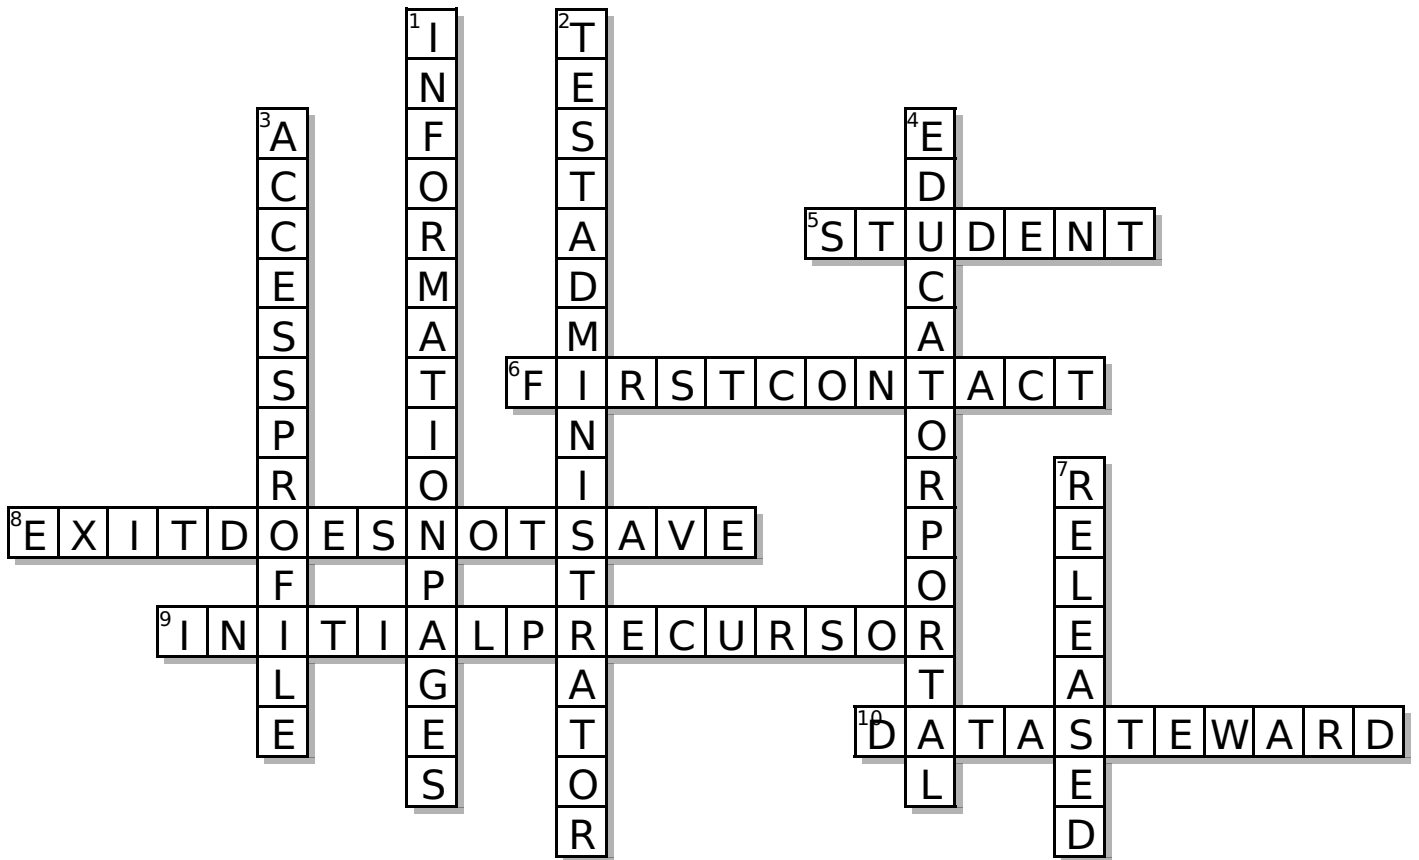 1 INFORMATIONPAGES
2 TESTADMINISTRATOR
3 ACCESSPROFILE
4 EDUCATORPORTAL
5 STUDENT
6 FIRSTCONTACT
7 RELEASED
8 EXITDOESNOTSAVE
9 INITIALPRECURSOR
10 DATASTEWARD